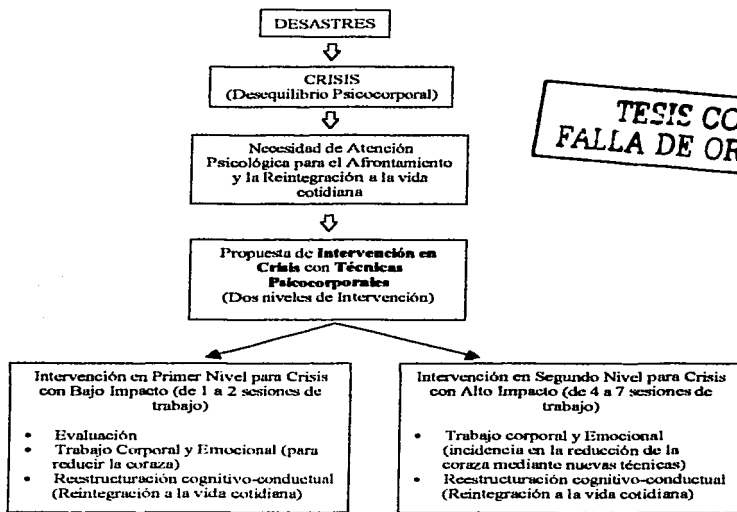 DESASTRES
CRISIS
(Desequilibrio Psicocorporal)
TESIS CO
FALLA DE OR
Necesidad de Atención
Psicológica para el Afrontamiento
y la Reintegración a la vida
cotidiana
Propuesta de Intervención en
Crisis con Técnicas
Psicocorporales
(Dos niveles de Intervención)
Intervención en Primer Nivel para Crisis
con Bajo Impacto (de 1 a 2 sesiones de
trabajo)
• Evaluación
• Trabajo Corporal y Emocional (para
reducir la coraza)
• Reestructuración cognitivo-conductual
(Reintegración a la vida cotidiana)
Intervención en Segundo Nivel para Crisis
con Alto Impacto (de 4 a 7 sesiones de
trabajo)
• Trabajo corporal y Emocional
(incidencia en la reducción de la
coraza mediante nuevas técnicas)
• Reestructuración cognitivo-conductual
(Reintegración a la vida cotidiana)